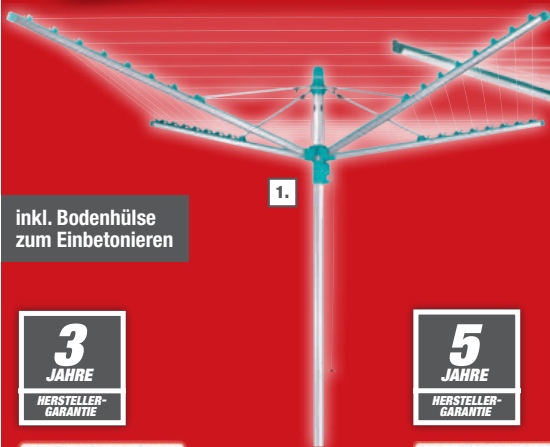 1.
inkl. Bodenhülse
zum Einbetonieren
3
JAHRE
HERSTELLER-
GARANTIE
5
JAHRE
HERSTELLER-
GARANTIE